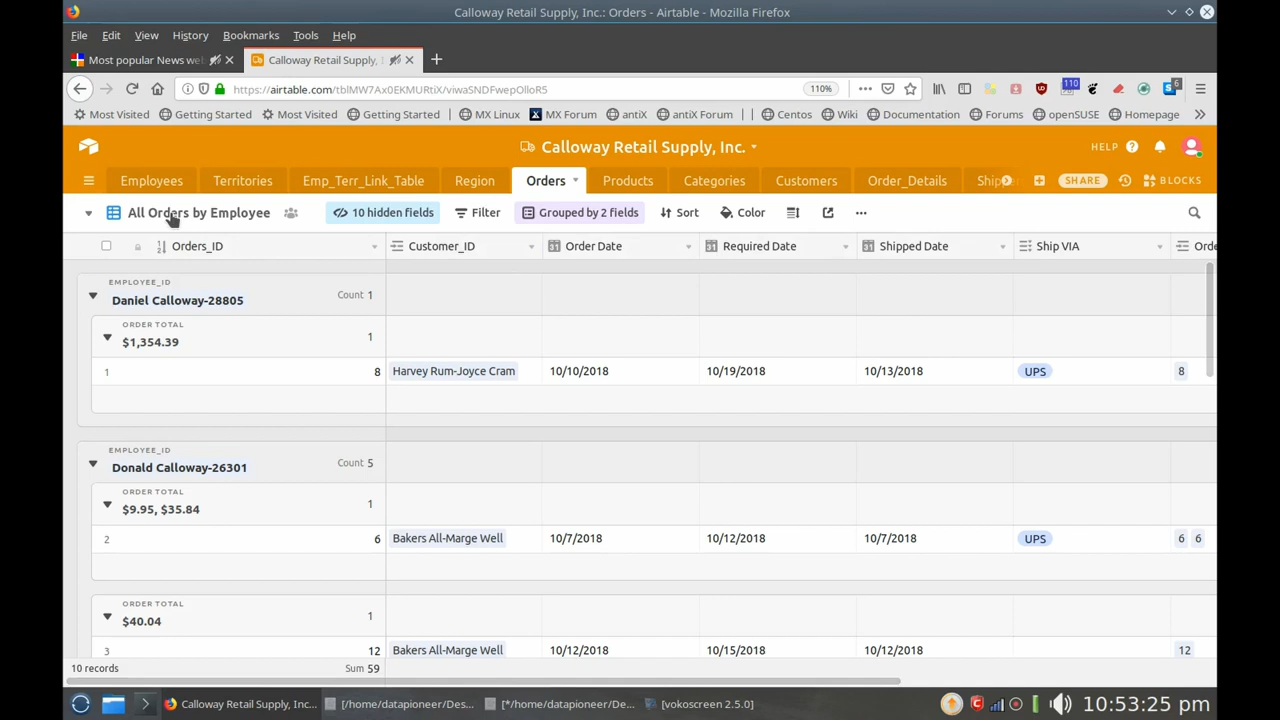 Calloway Retail Supply, Inc.: Orders - Airtable - Mozilla Firefox
File Edit View History Bookmarks Tools Help
Most popular News we
Calloway Retail Supply, I
https://airtable.com/tblMW7Ax0EKMURtiX/viwaSNDFwepOlloR5
110%
110
6
Most Visited Getting Started Most Visited Getting Started MX Linux MX Forum antiX antiX Forum Centos Wiki Documentation Forums openSUSE Homepage
Calloway Retail Supply, Inc.
HELP
Employees Territories Emp_Terr_Link_Table Region Orders Products Categories Customers Order_Details Ship SHARE BLOCKS
All Orders by Employee 10 hidden fields Filter Grouped by 2 fields Sort Color
Orders_ID Customer_ID Order Date Required Date Shipped Date Ship VIA Orde
EMPLOYEE_ID
Daniel Calloway-28805 Count 1
ORDER TOTAL
$1,354.39 1
1 8 Harvey Rum-Joyce Cram 10/10/2018 10/19/2018 10/13/2018 UPS 8
EMPLOYEE_ID
Donald Calloway-26301 Count 5
ORDER TOTAL
$9.95, $35.84 1
2 6 Bakers All-Marge Well 10/7/2018 10/12/2018 10/7/2018 UPS 6 6
ORDER TOTAL
$40.04 1
3 12 Bakers All-Marge Well 10/12/2018 10/15/2018 10/12/2018 12
10 records Sum 59
Calloway Retail Supply, Inc... [/home/datapioneer/Des... [*/home/datapioneer/De... [vokoscreen 2.5.0] 10:53:25 pm